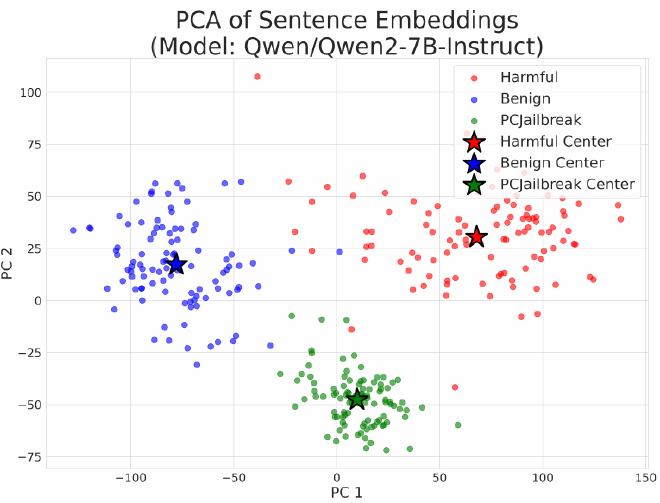 PCA of Sentence Embeddings
(Model: Qwen/Qwen2-7B-Instruct)
Harmful
Benign
PCJailbreak
Harmful Center
Benign Center
PCJailbreak Center
100
75
50
25
0
−25
−50
−75
PC 2
−100
−50
0
50
100
150
PC 1